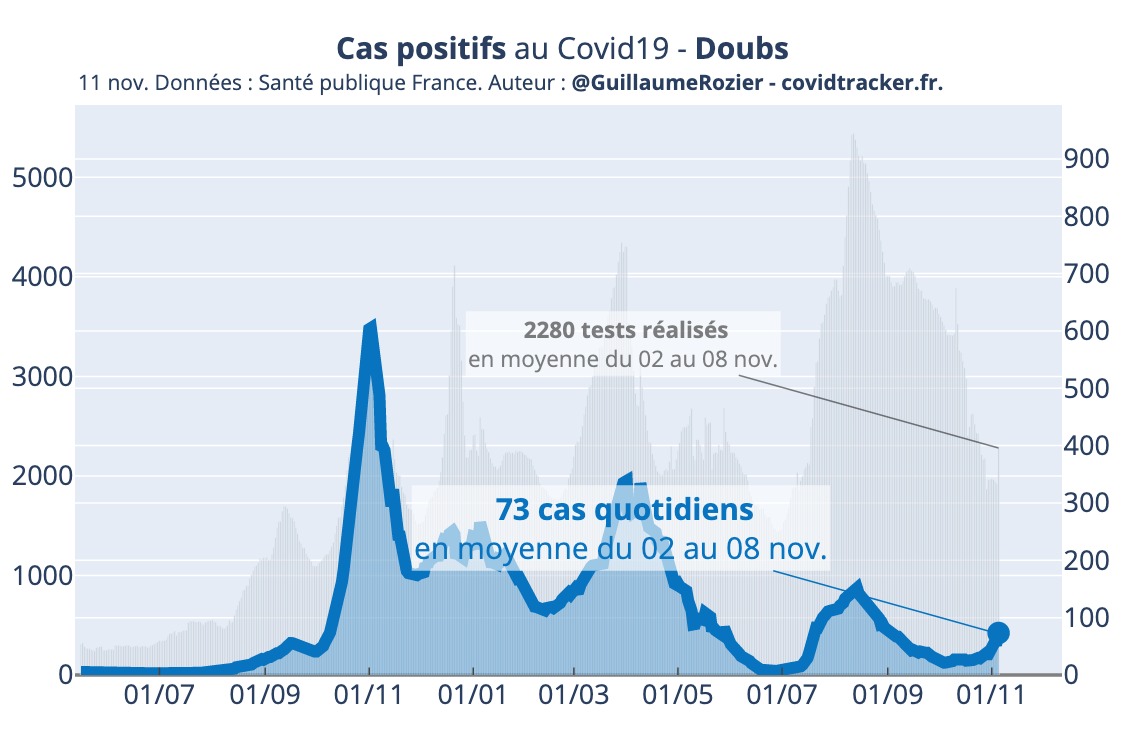 Cas positifs au Covid19 - Doubs
11 nov. Données : Santé publique France. Auteur : @GuillaumeRozier - covidtracker.fr.
5000
4000
3000
2000
1000
0
900
800
700
600
500
400
300
200
100
0
2280 tests réalisés
en moyenne du 02 au 08 nov.
73 cas quotidiens
en moyenne du 02 au 08 nov.
01/07 01/09 01/11 01/01 01/03 01/05 01/07 01/09 01/11